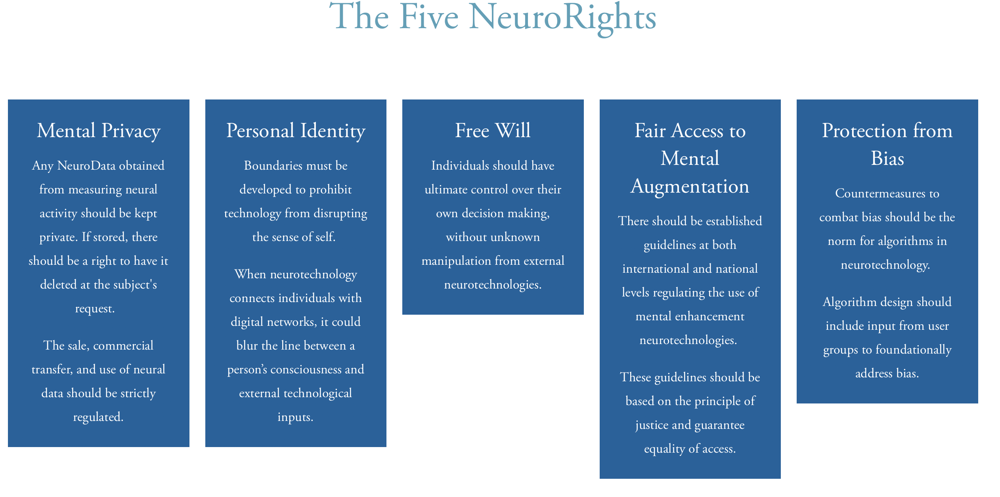 The Five NeuroRights
Mental Privacy
Any NeuroData obtained
from measuring neural
activity should be kept
private. If stored, there
should be a right to have it
deleted at the subject's
request.
The sale, commercial
transfer, and use of neural
data should be strictly
regulated.
Personal Identity
Boundaries must be
developed to prohibit
technology from disrupting
the sense of self.
When neurotechnology
connects individuals with
digital networks, it could
blur the line between a
person’s consciousness and
external technological
inputs.
Free Will
Individuals should have
ultimate control over their
own decision making,
without unknown
manipulation from external
neurotechnologies.
Fair Access to
Mental
Augmentation
There should be established
guidelines at both
international and national
levels regulating the use of
mental enhancement
neurotechnologies.
These guidelines should be
based on the principle of
justice and guarantee
equality of access.
Protection from
Bias
Countermeasures to
combat bias should be the
norm for algorithms in
neurotechnology.
Algorithm design should
include input from user
groups to foundationally
address bias.